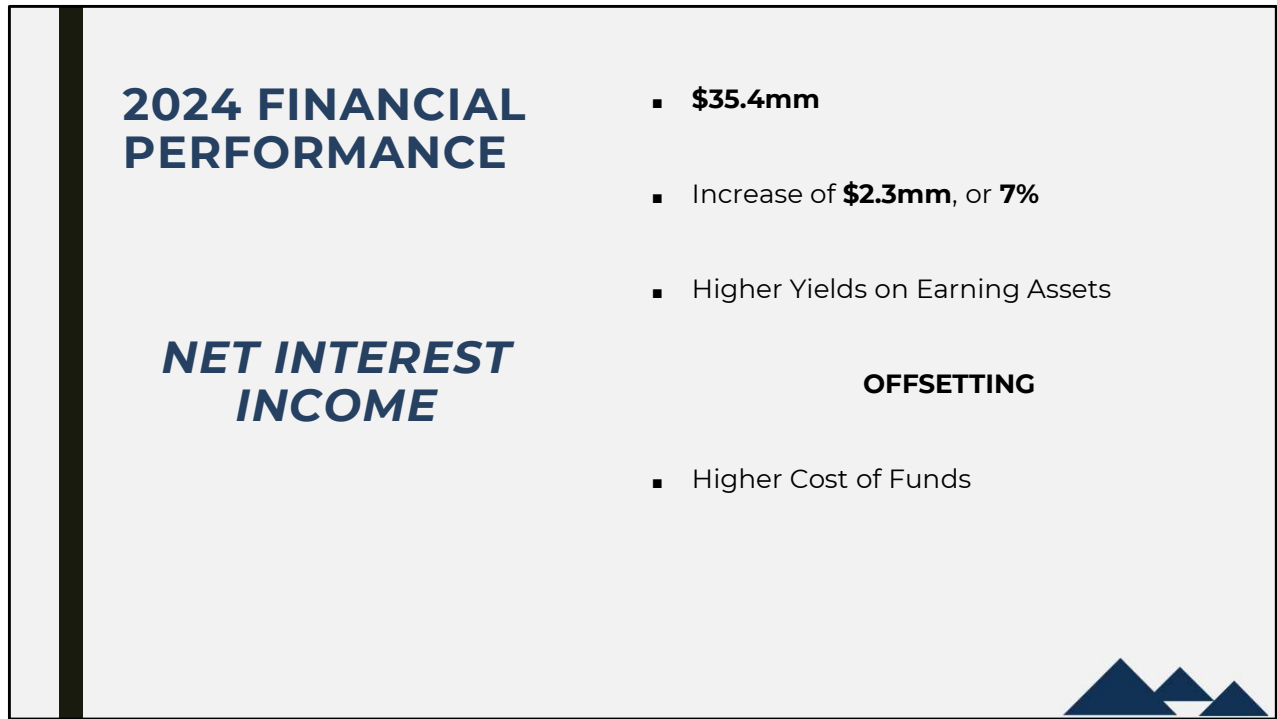 2024 FINANCIAL
PERFORMANCE
NET INTEREST
INCOME
▪ $35.4mm
▪ Increase of $2.3mm, or 7%
▪ Higher Yields on Earning Assets
OFFSETTING
▪ Higher Cost of Funds